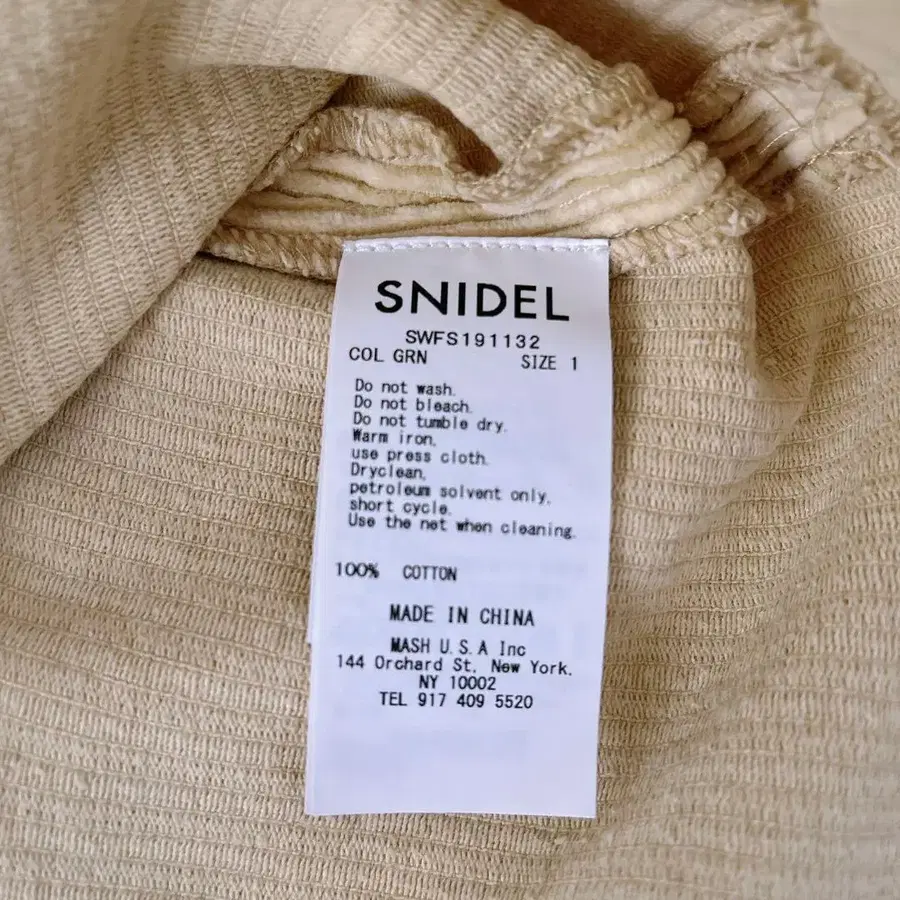 SNIDEL
SWFS191132
COL GRN SIZE 1
Do not wash.
Do not bleach.
Do not tumble dry.
Warm iron,
use press cloth.
Dryclean,
petroleum solvent only,
short cycle.
Use the net when cleaning.
100% COTTON
MADE IN CHINA
MASH U.S.A Inc
144 Orchard St, New York,
NY 10002
TEL 917 409 5520